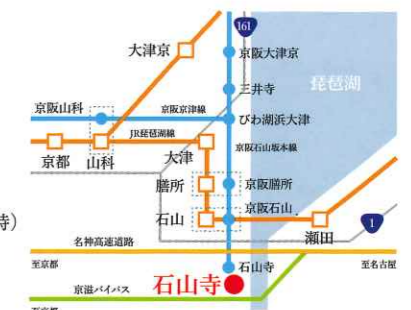 161
大津京
京阪大津京
三井寺
琵琶湖
京阪山科
京阪京津線
びわ湖浜大津
JR琵琶湖線
京都
山科
大津
京阪石山坂本線
膳所
京阪膳所
石山
京阪石山
瀬田
1
時）
名神高速道路
至京都
石山寺
至名古屋
京滋バイパス
石山寺